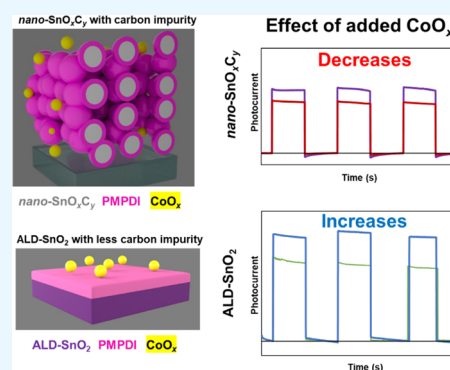 nano-SnOxCy with carbon impurity
nano-SnOxCy PMPDI CoOx
ALD-SnO2 with less carbon impurity
ALD-SnO2 PMPDI CoOx
Effect of added CoOx
nano-SnOxCy
Photocurrent
Decreases
Time (s)
ALD-SnO2
Photocurrent
Increases
Time (s)